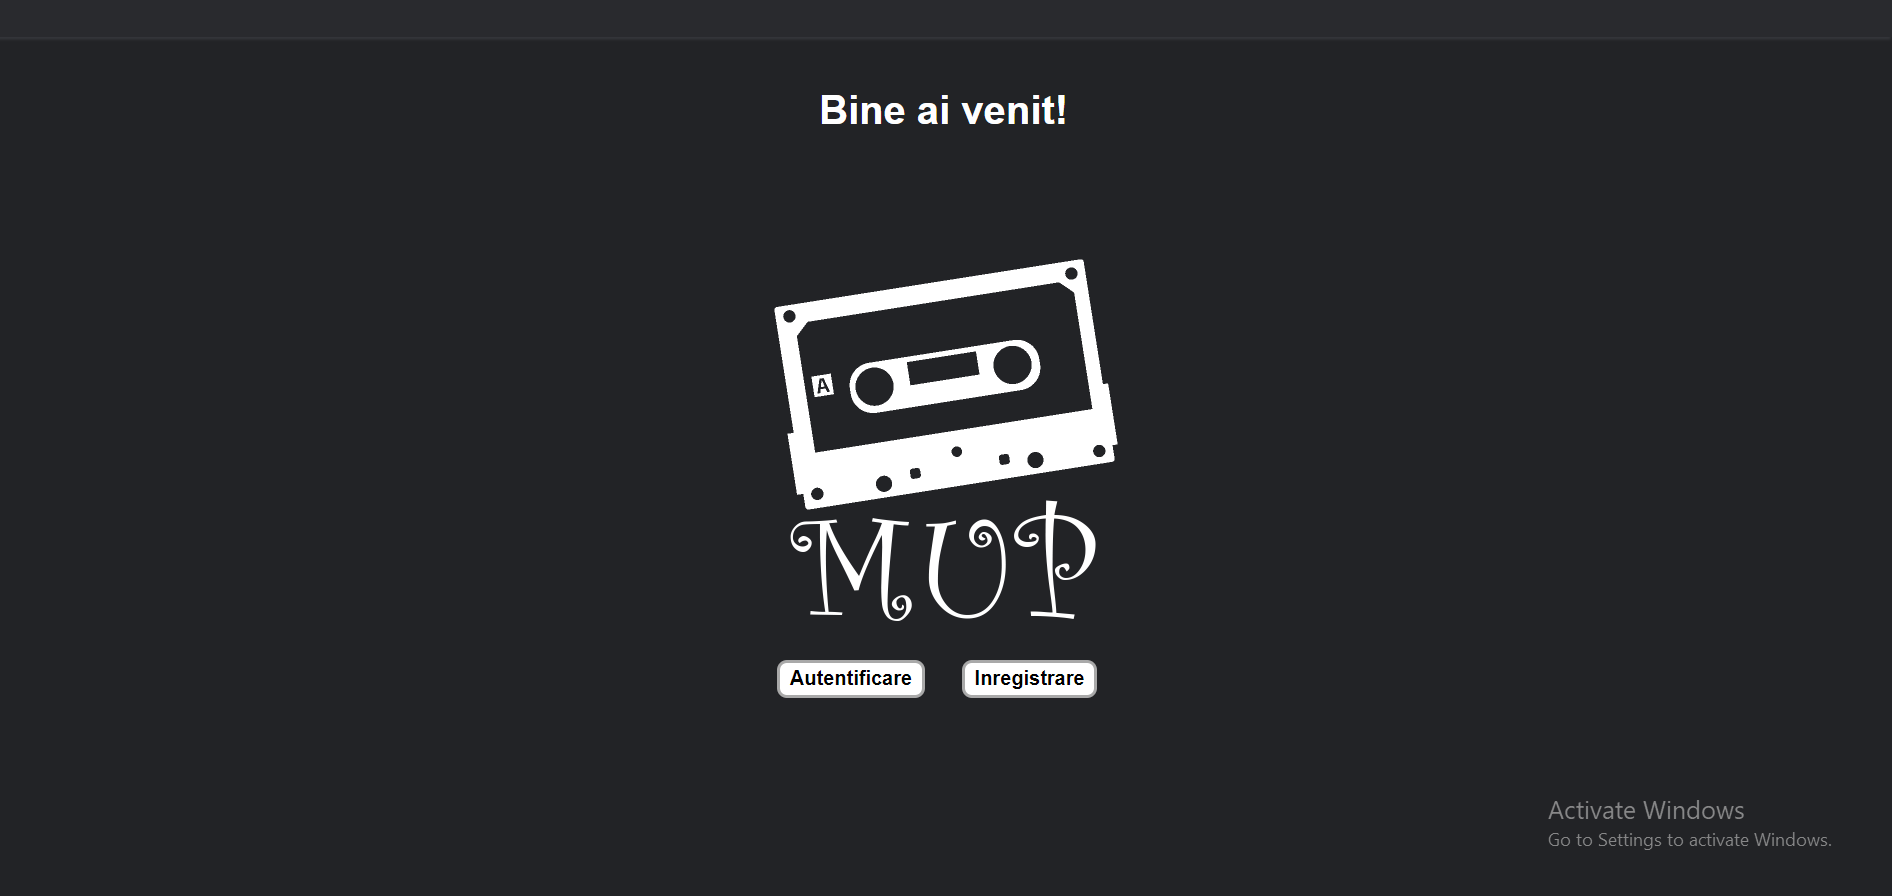 Bine ai venit!
A
MUP
Autentificare
Inregistrare
Activate Windows
Go to Settings to activate Windows.